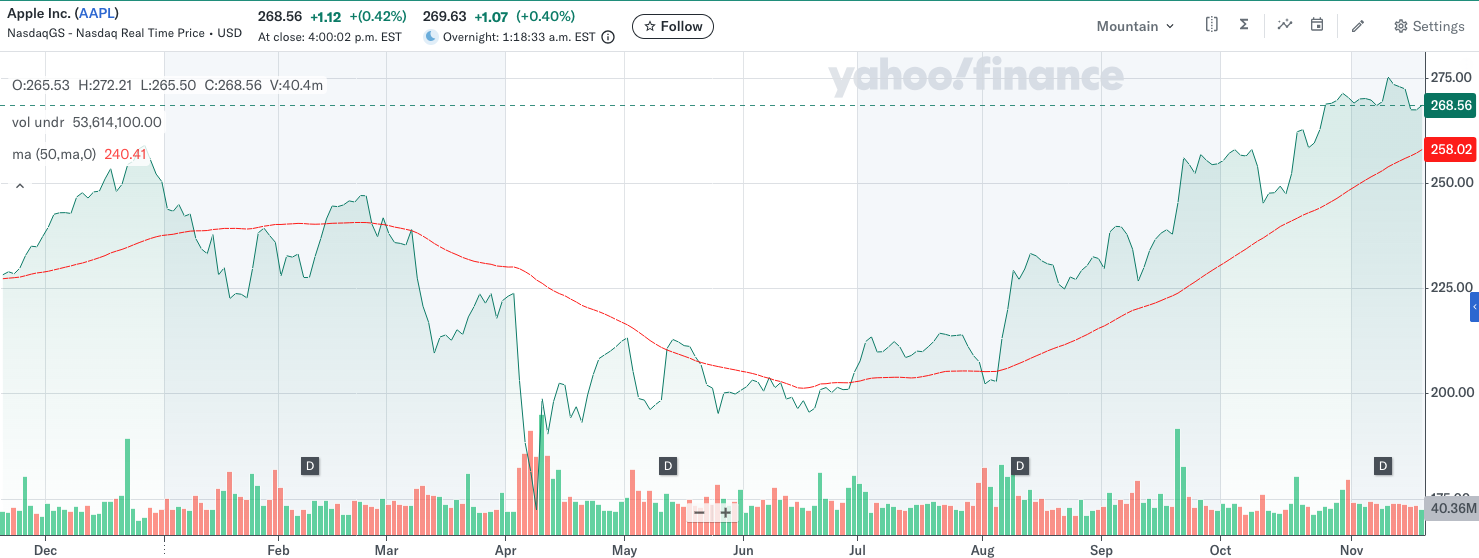 Apple Inc. (AAPL)
NasdaqGS - Nasdaq Real Time Price • USD
268.56 +1.12 +(0.42%)
At close: 4:00:02 p.m. EST
269.63 +1.07 (+0.40%)
Overnight: 1:18:33 a.m. EST
Follow
Mountain
Σ
Settings
yahoo!finance
O:265.53 H:272.21 L:265.50 C:268.56 V:40.4m
vol undr 53,614,100.00
ma (50,ma,0) 240.41
275.00
268.56
258.02
250.00
225.00
200.00
175.00
40.36M
D
D
D
D
Dec
Feb
Mar
Apr
May
Jun
Jul
Aug
Sep
Oct
Nov